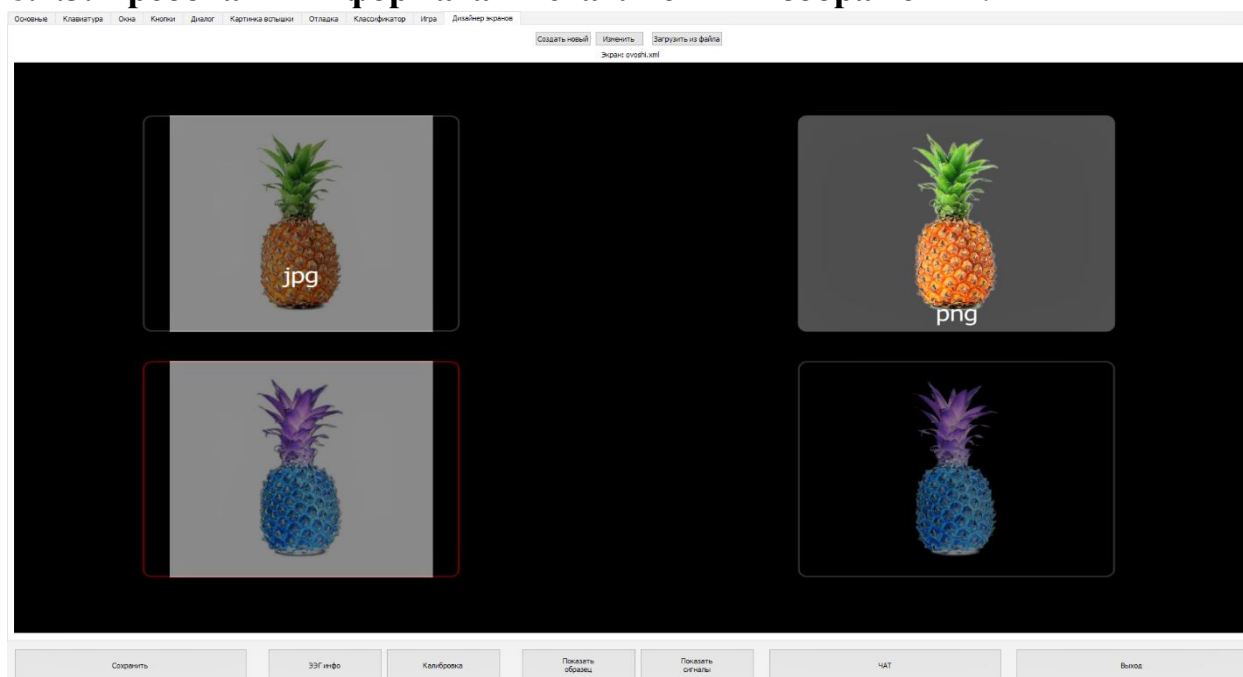 Основные Клавиатура Окна Кнопки Диалог Картинка вспышки Отладка Классификатор Игра Дизайнер экранов
Создать новый Изменить Загрузить из файла
Экран: ovoshi.xml
jpg
png
Сохранить ЭЭГ инфо Калибровка Показать образец Показать сигналы ЧАТ Выход